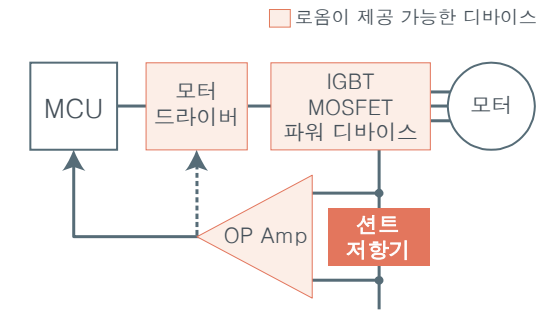 로옴이 제공 가능한 디바이스
MCU
모터
드라이버
IGBT
MOSFET
파워 디바이스
모터
OP Amp
션트
저항기